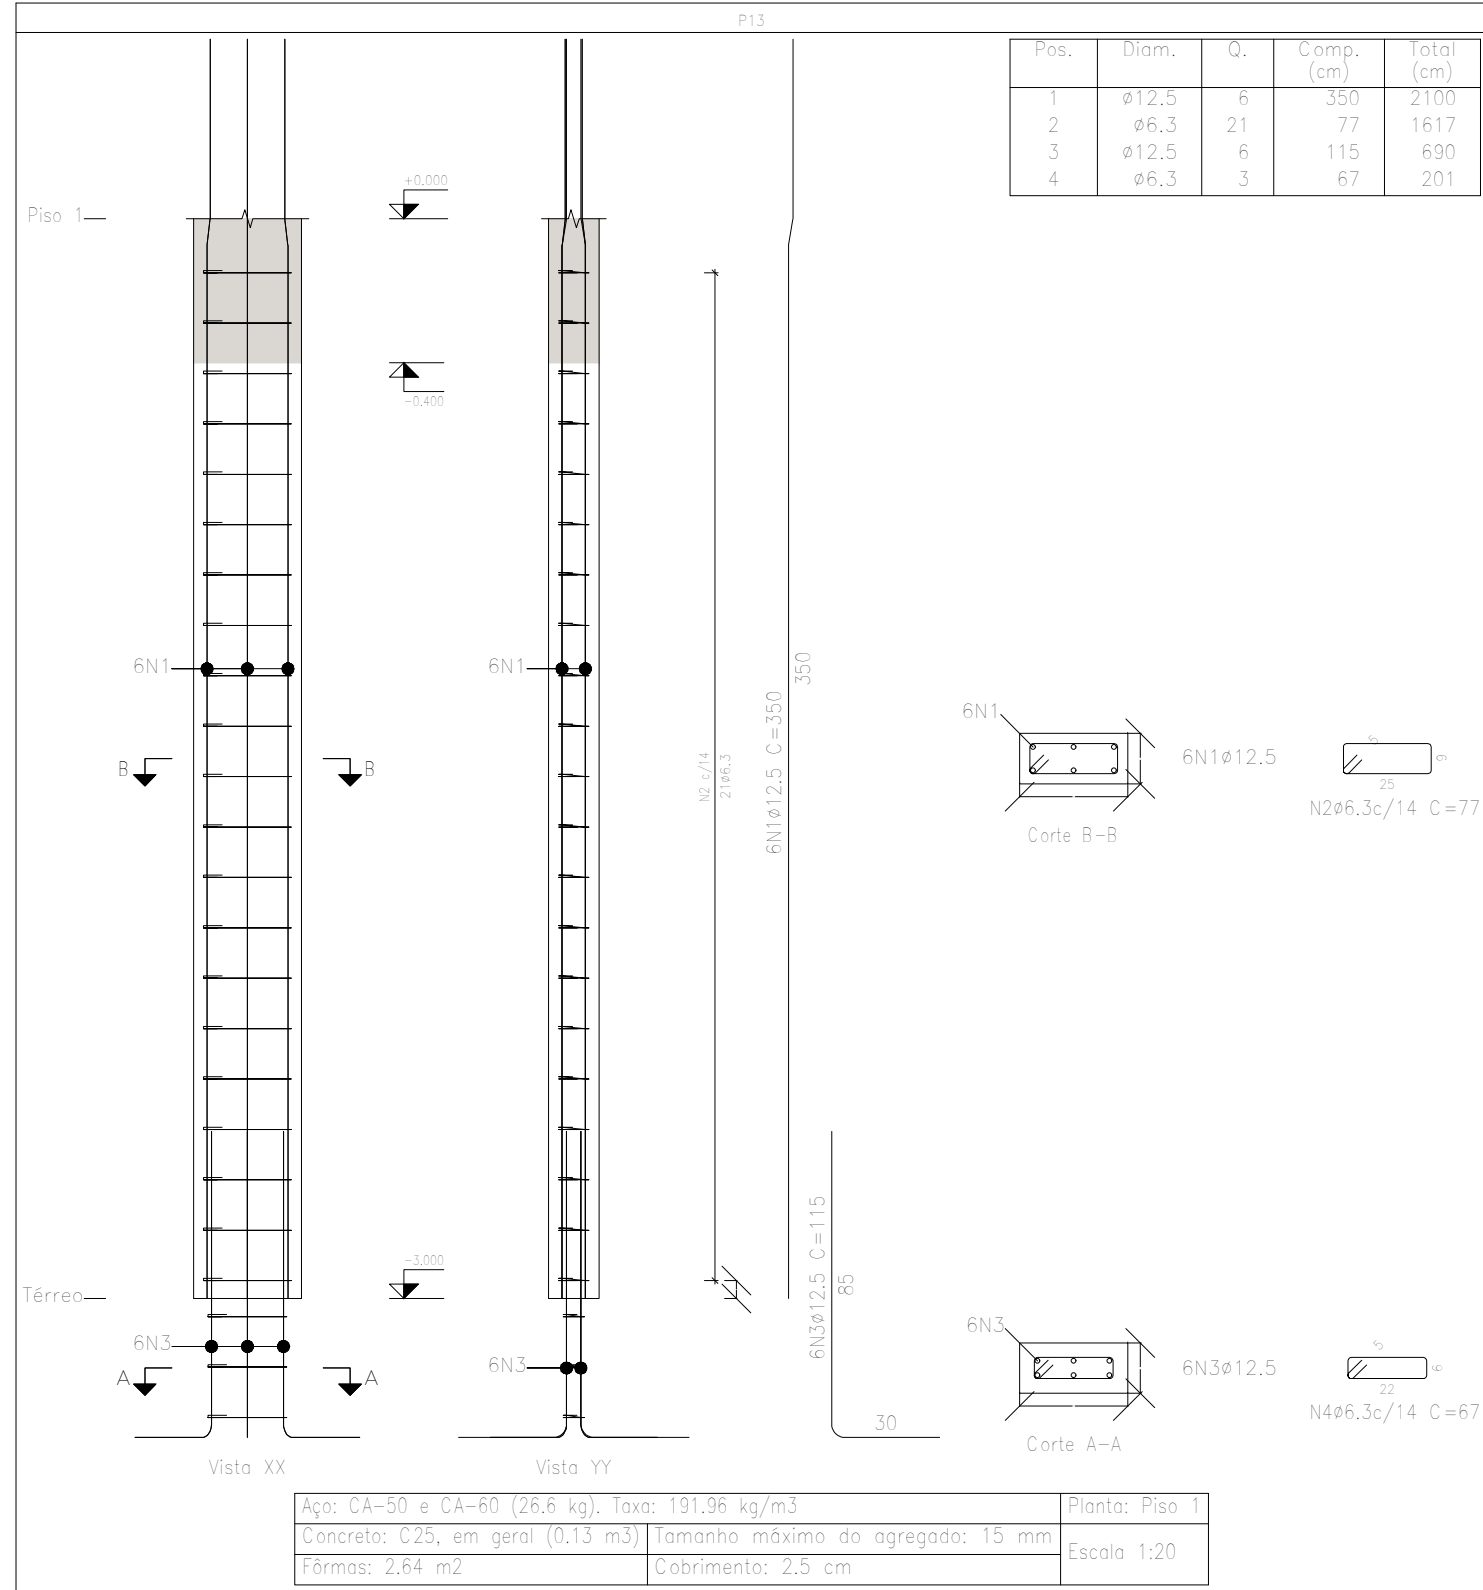 P13
Pos. Diam. Q. Comp. (cm) Total (cm)
1 ø12.5 6 350 2100
2 ø6.3 21 77 1617
3 ø12.5 6 115 690
4 ø6.3 3 67 201
+0.000
Piso 1
-0.400
6N1
6N1
B
B
N2 c/14
21ø6.3
6N1ø12.5 C=350
350
6N1
6N1ø12.5
5
9
25
N2ø6.3c/14 C=77
Corte B-B
-3.000
Térreo
6N3
6N3
A
A
6N3ø12.5 C=115
85
30
6N3
6N3ø12.5
5
6
22
N4ø6.3c/14 C=67
Corte A-A
Vista XX
Vista YY
Aço: CA-50 e CA-60 (26.6 kg). Taxa: 191.96 kg/m3
Planta: Piso 1
Concreto: C25, em geral (0.13 m3)
Tamanho máximo do agregado: 15 mm
Escala 1:20
Fôrmas: 2.64 m2
Cobrimento: 2.5 cm